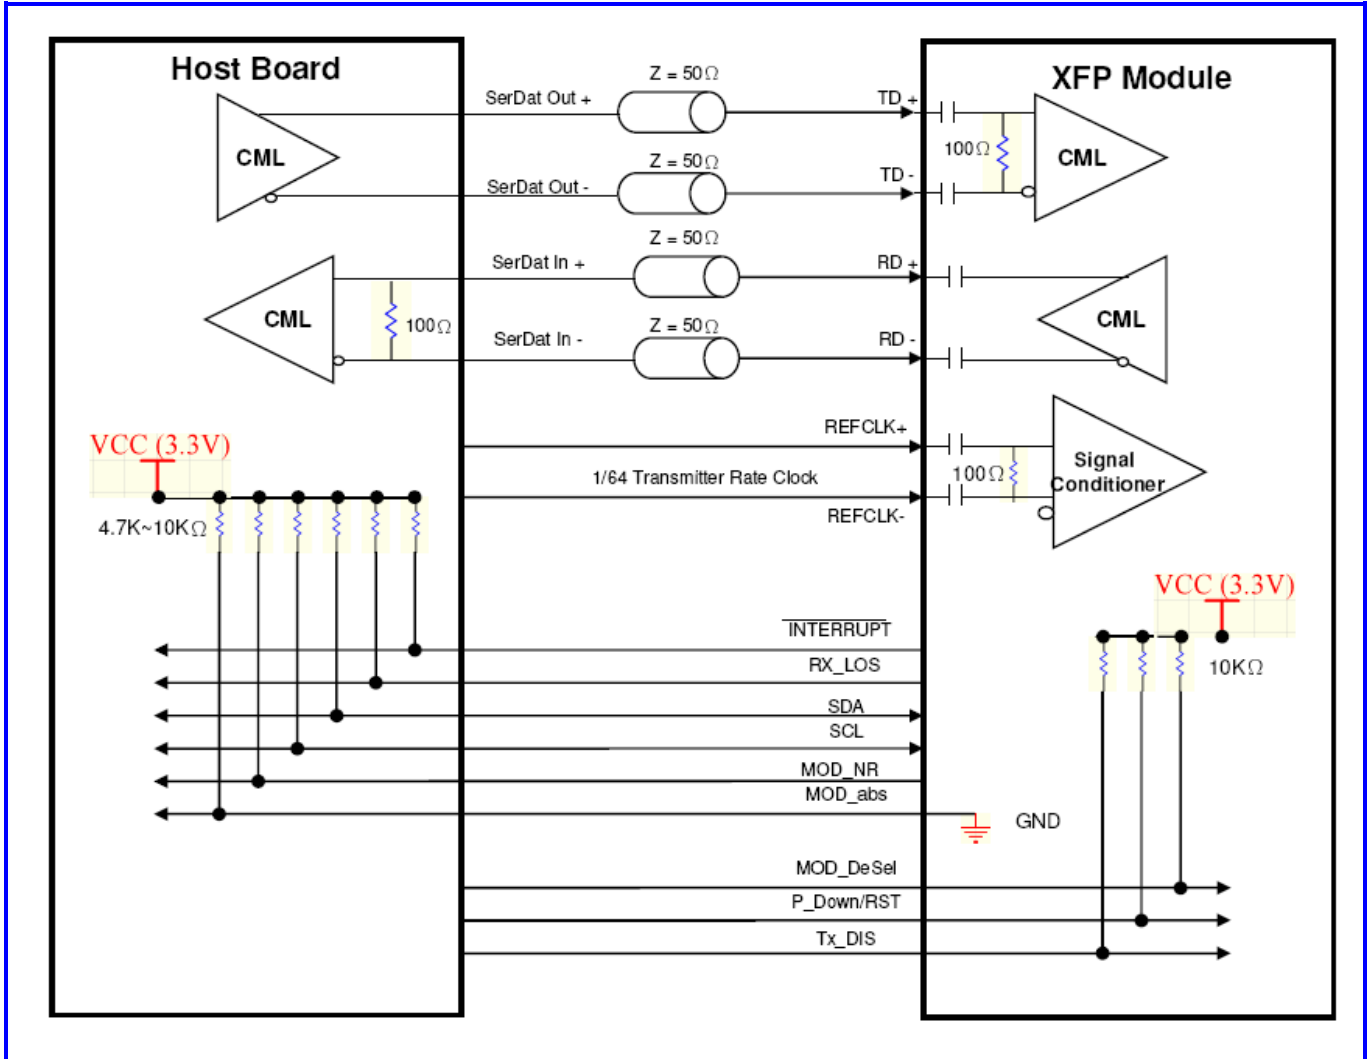 Host Board
XFP Module
Z = 50Ω
SerDat Out +
TD +
CML
100Ω
CML
Z = 50Ω
SerDat Out -
TD -
Z = 50Ω
SerDat In +
RD +
CML
100Ω
CML
Z = 50Ω
SerDat In -
RD -
REFCLK+
VCC (3.3V)
1/64 Transmitter Rate Clock
100Ω
Signal
Conditioner
REFCLK-
4.7K~10KΩ
VCC (3.3V)
10KΩ
INTERRUPT
RX_LOS
SDA
SCL
MOD_NR
MOD_abs
GND
MOD_DeSel
P_Down/RST
Tx_DIS